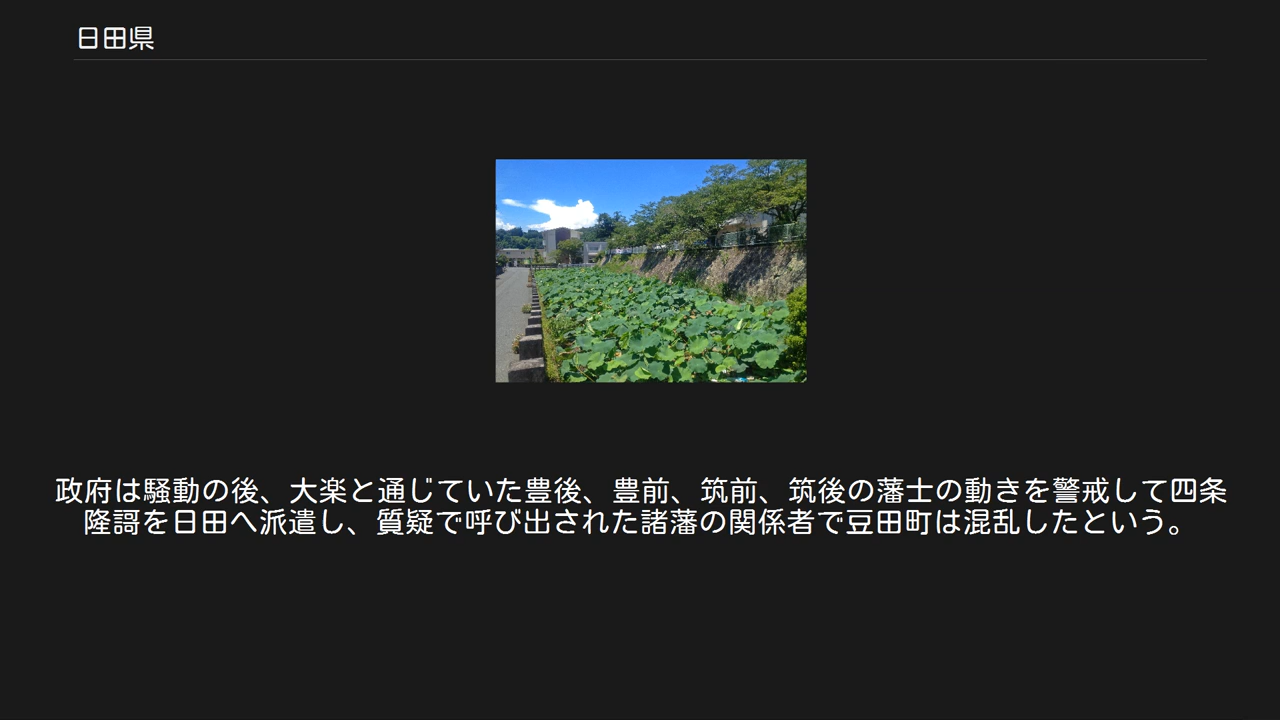 日田県
政府は騒動の後、大楽と通じていた豊後、豊前、筑前、筑後の藩士の動きを警戒して四条
隆謌を日田へ派遣し、質疑で呼び出された諸藩の関係者で豆田町は混乱したという。